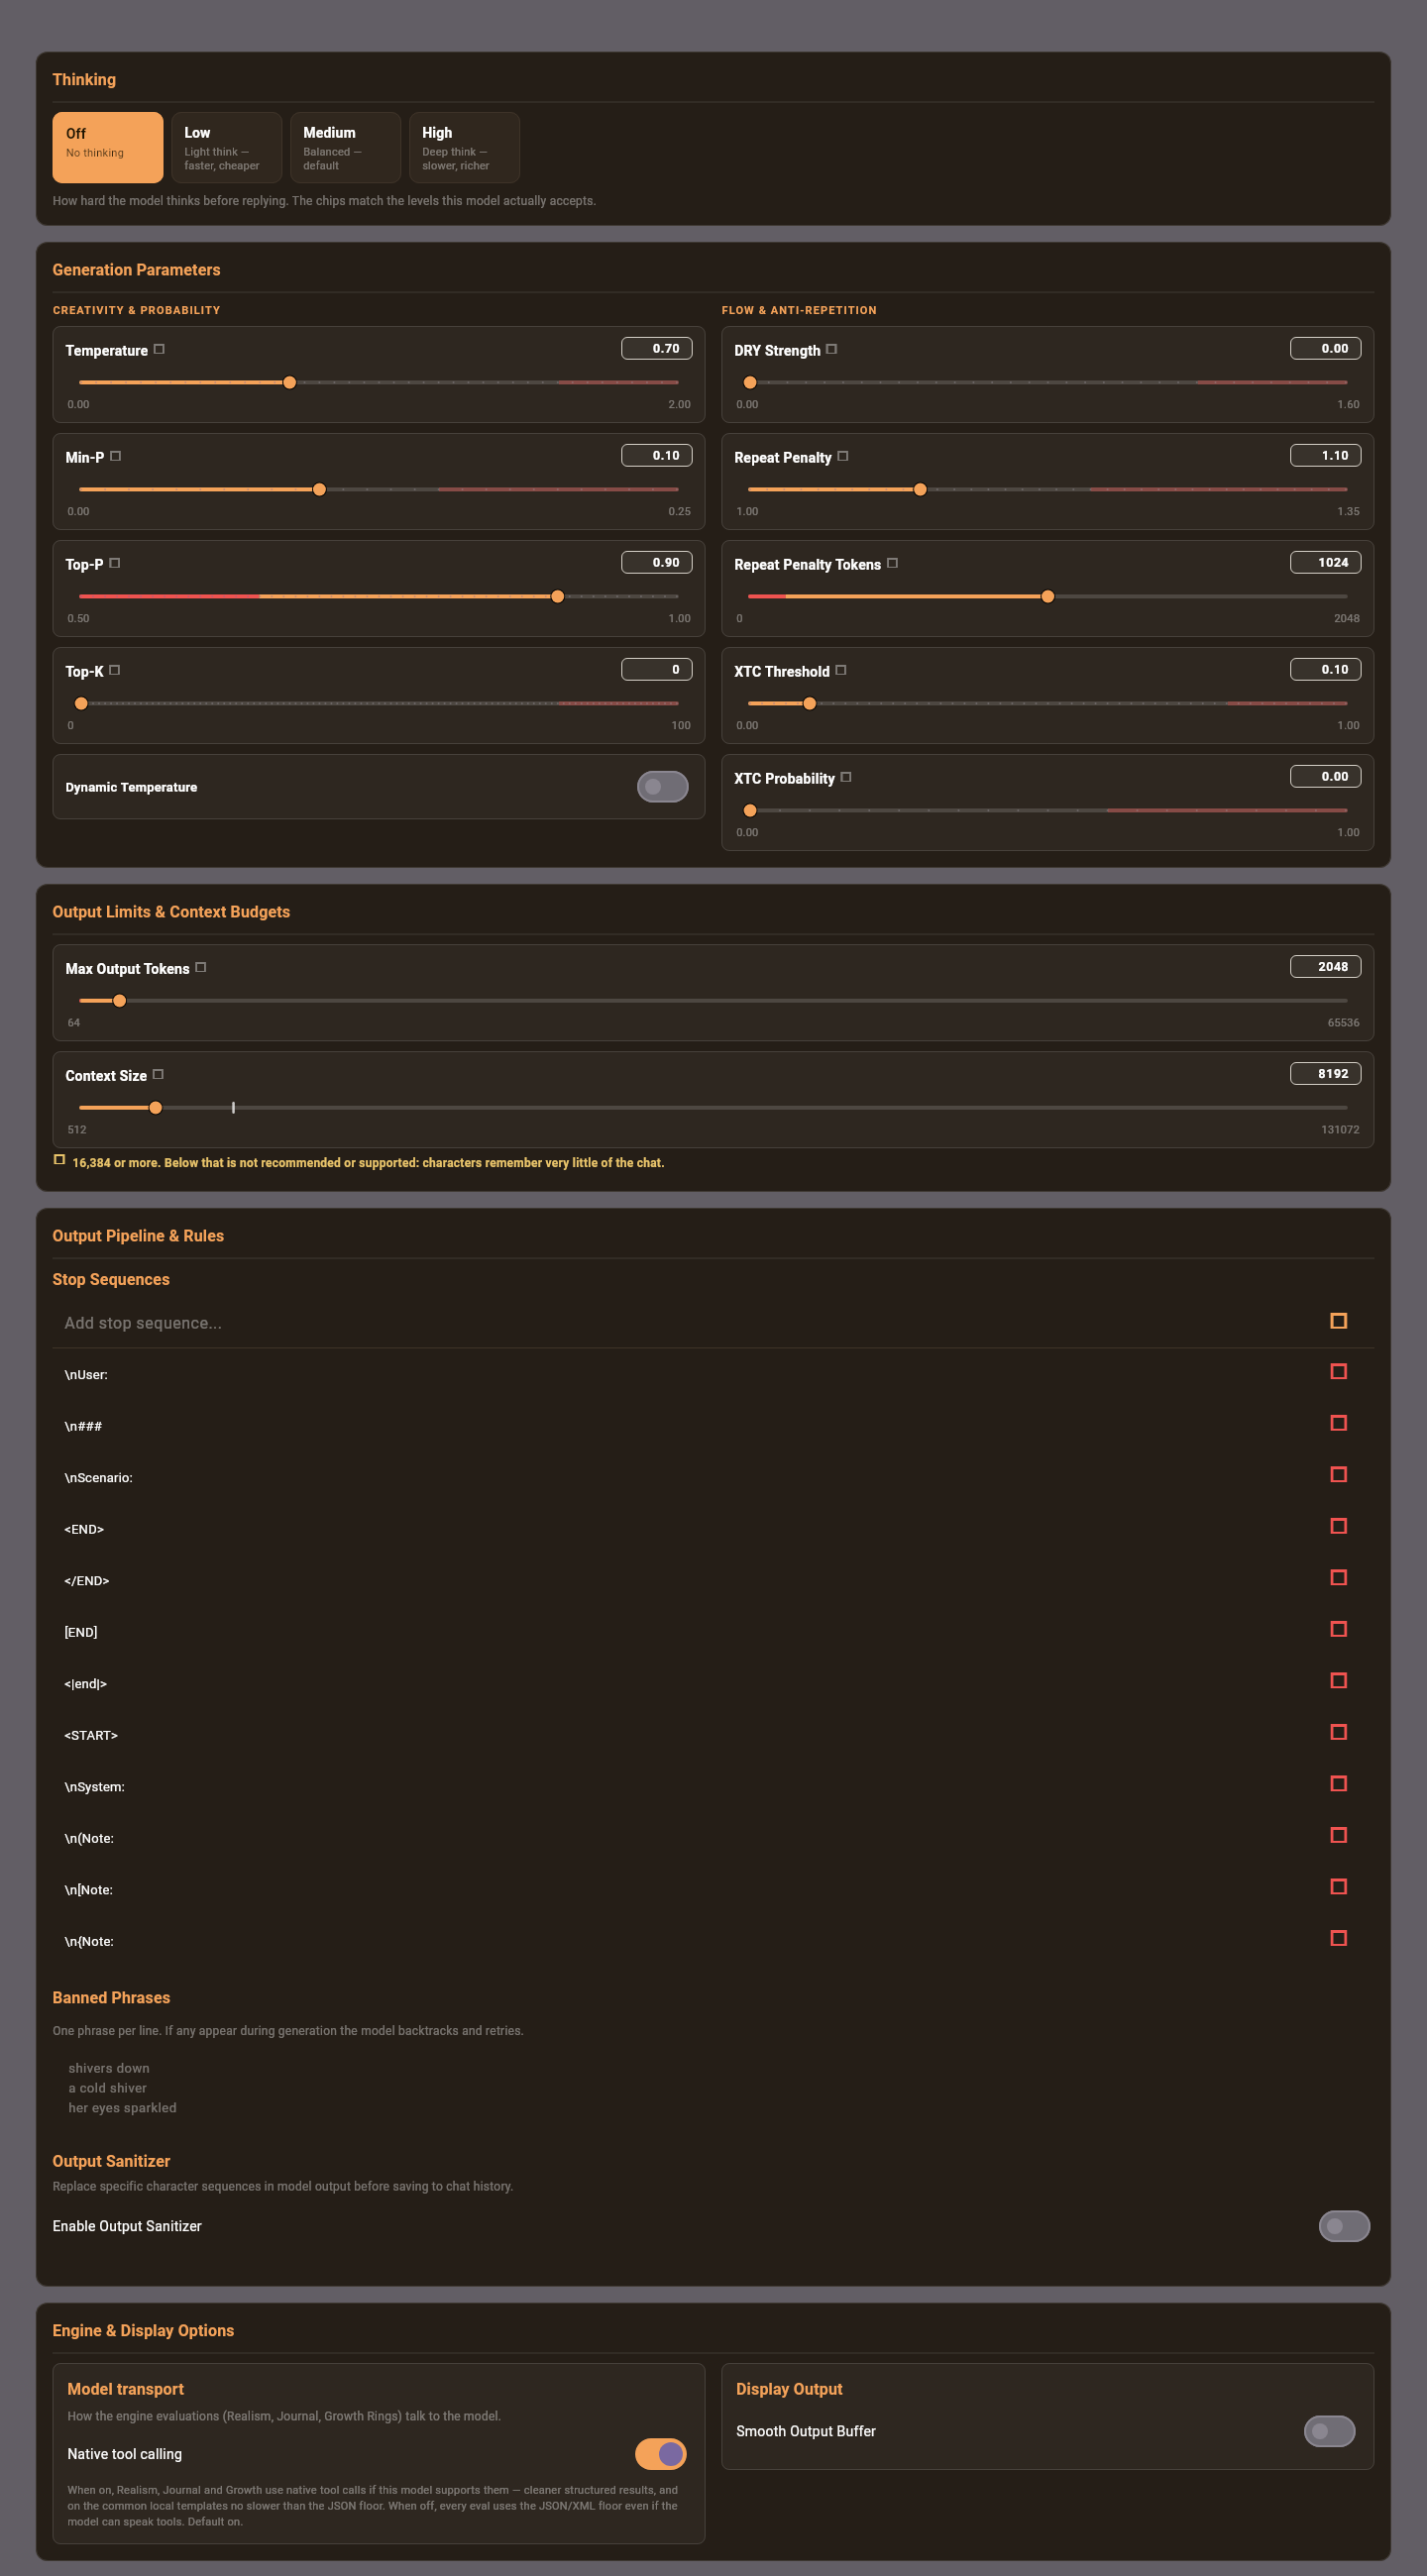 Thinking
Off
No thinking
Low
Light think —
faster, cheaper
Medium
Balanced —
default
High
Deep think —
slower, richer
How hard the model thinks before replying. The chips match the levels this model actually accepts.
Generation Parameters
CREATIVITY & PROBABILITY
Temperature
0.70
0.00
2.00
Min-P
0.10
0.00
0.25
Top-P
0.90
0.50
1.00
Top-K
0
0
100
Dynamic Temperature
FLOW & ANTI-REPETITION
DRY Strength
0.00
0.00
1.60
Repeat Penalty
1.10
1.00
1.35
Repeat Penalty Tokens
1024
0
2048
XTC Threshold
0.10
0.00
1.00
XTC Probability
0.00
0.00
1.00
Output Limits & Context Budgets
Max Output Tokens
2048
64
65536
Context Size
8192
512
131072
16,384 or more. Below that is not recommended or supported: characters remember very little of the chat.
Output Pipeline & Rules
Stop Sequences
Add stop sequence...
\nUser:
\n###
\nScenario:
<END>
</END>
[END]
<|end|>
<START>
\nSystem:
\n(Note:
\n[Note:
\n{Note:
Banned Phrases
One phrase per line. If any appear during generation the model backtracks and retries.
shivers down
a cold shiver
her eyes sparkled
Output Sanitizer
Replace specific character sequences in model output before saving to chat history.
Enable Output Sanitizer
Engine & Display Options
Model transport
How the engine evaluations (Realism, Journal, Growth Rings) talk to the model.
Native tool calling
When on, Realism, Journal and Growth use native tool calls if this model supports them — cleaner structured results, and
on the common local templates no slower than the JSON floor. When off, every eval uses the JSON/XML floor even if the
model can speak tools. Default on.
Display Output
Smooth Output Buffer